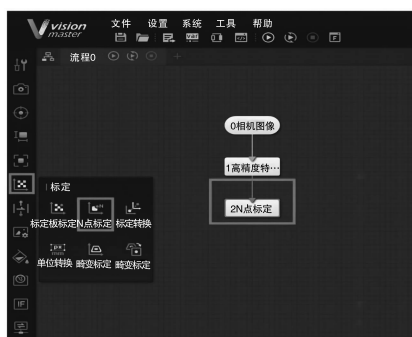 vision master
文件 设置 系统 工具 帮助
流程0
0相机图像
1高精度特…
2N点标定
标定
标定板标定 N点标定 标定转换
单位转换 畸变标定 畸变标定
IF